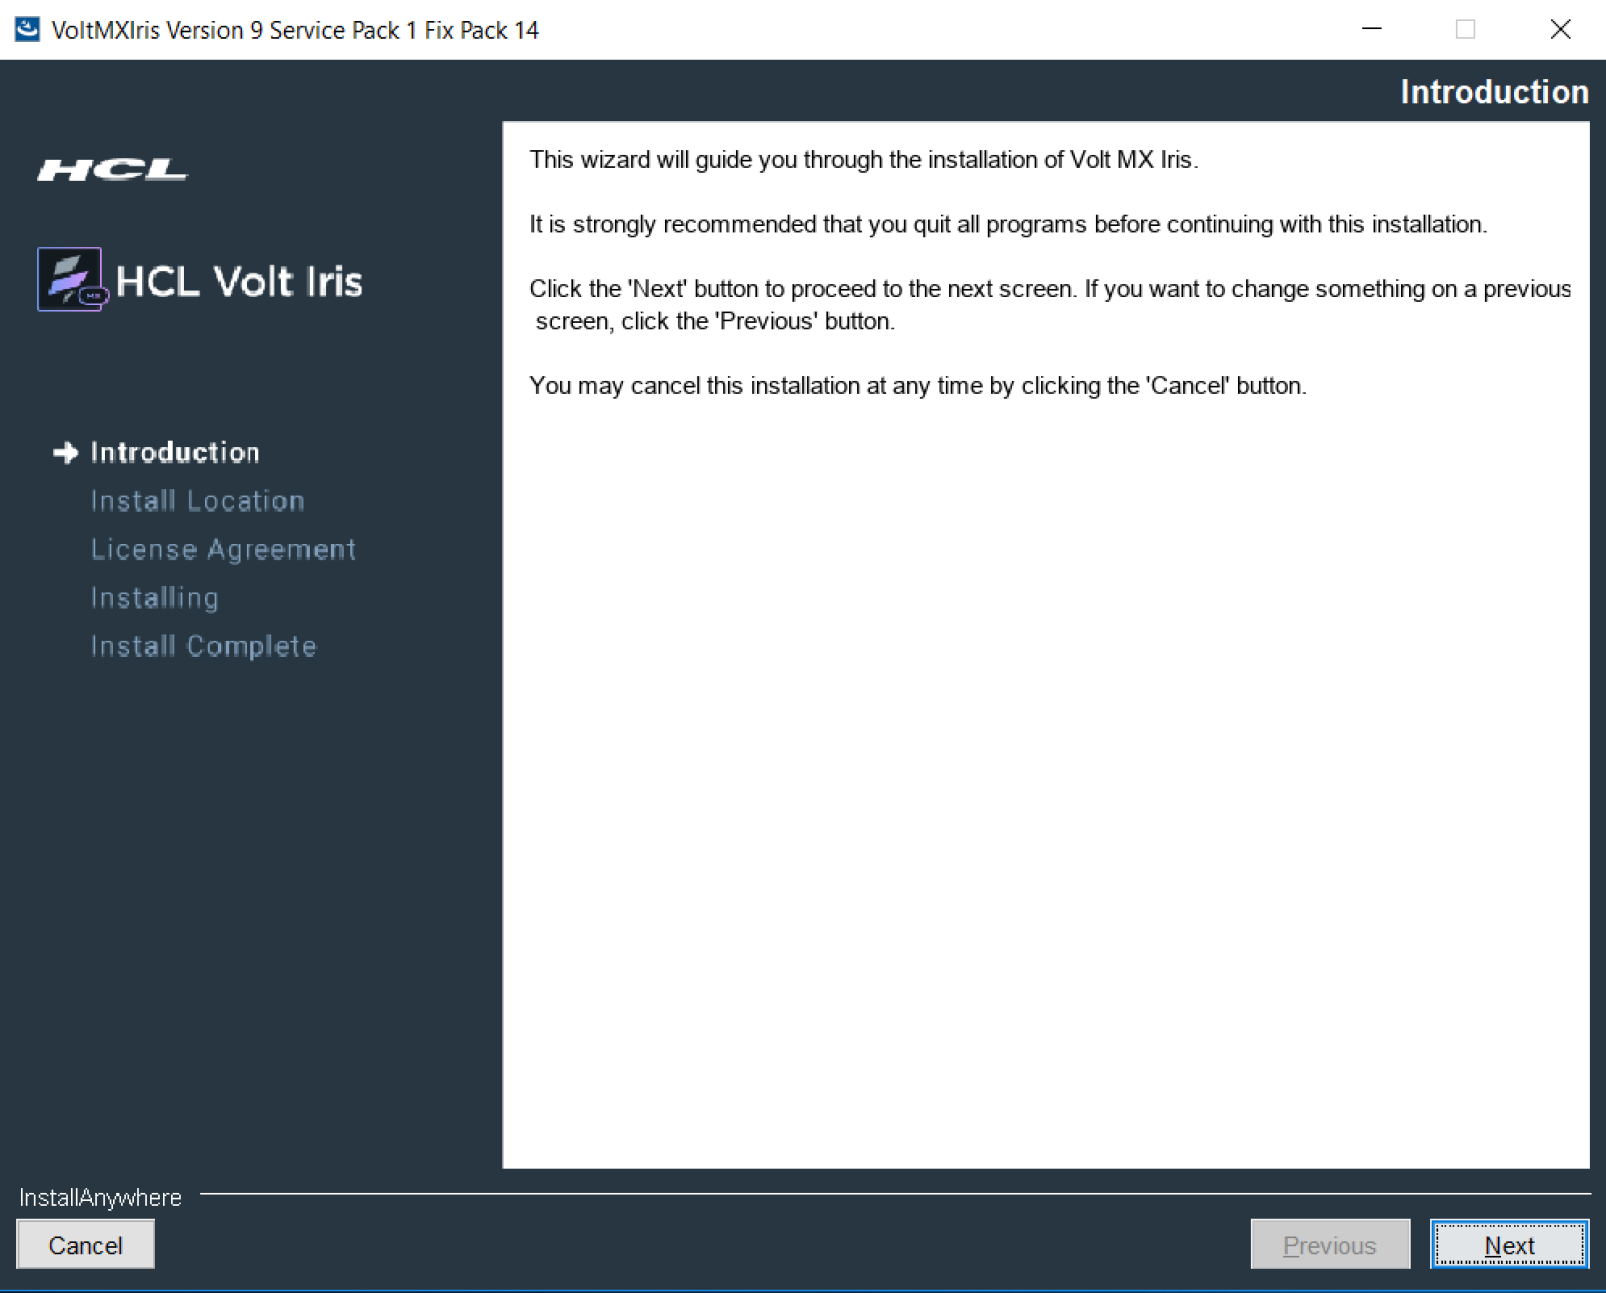 VoltMXIris Version 9 Service Pack 1 Fix Pack 14
Introduction
HCL
HCL Volt Iris
MX
Introduction
Install Location
License Agreement
Installing
Install Complete
This wizard will guide you through the installation of Volt MX Iris.
It is strongly recommended that you quit all programs before continuing with this installation.
Click the 'Next' button to proceed to the next screen. If you want to change something on a previous
screen, click the 'Previous' button.
You may cancel this installation at any time by clicking the 'Cancel' button.
InstallAnywhere
Cancel
Previous
Next